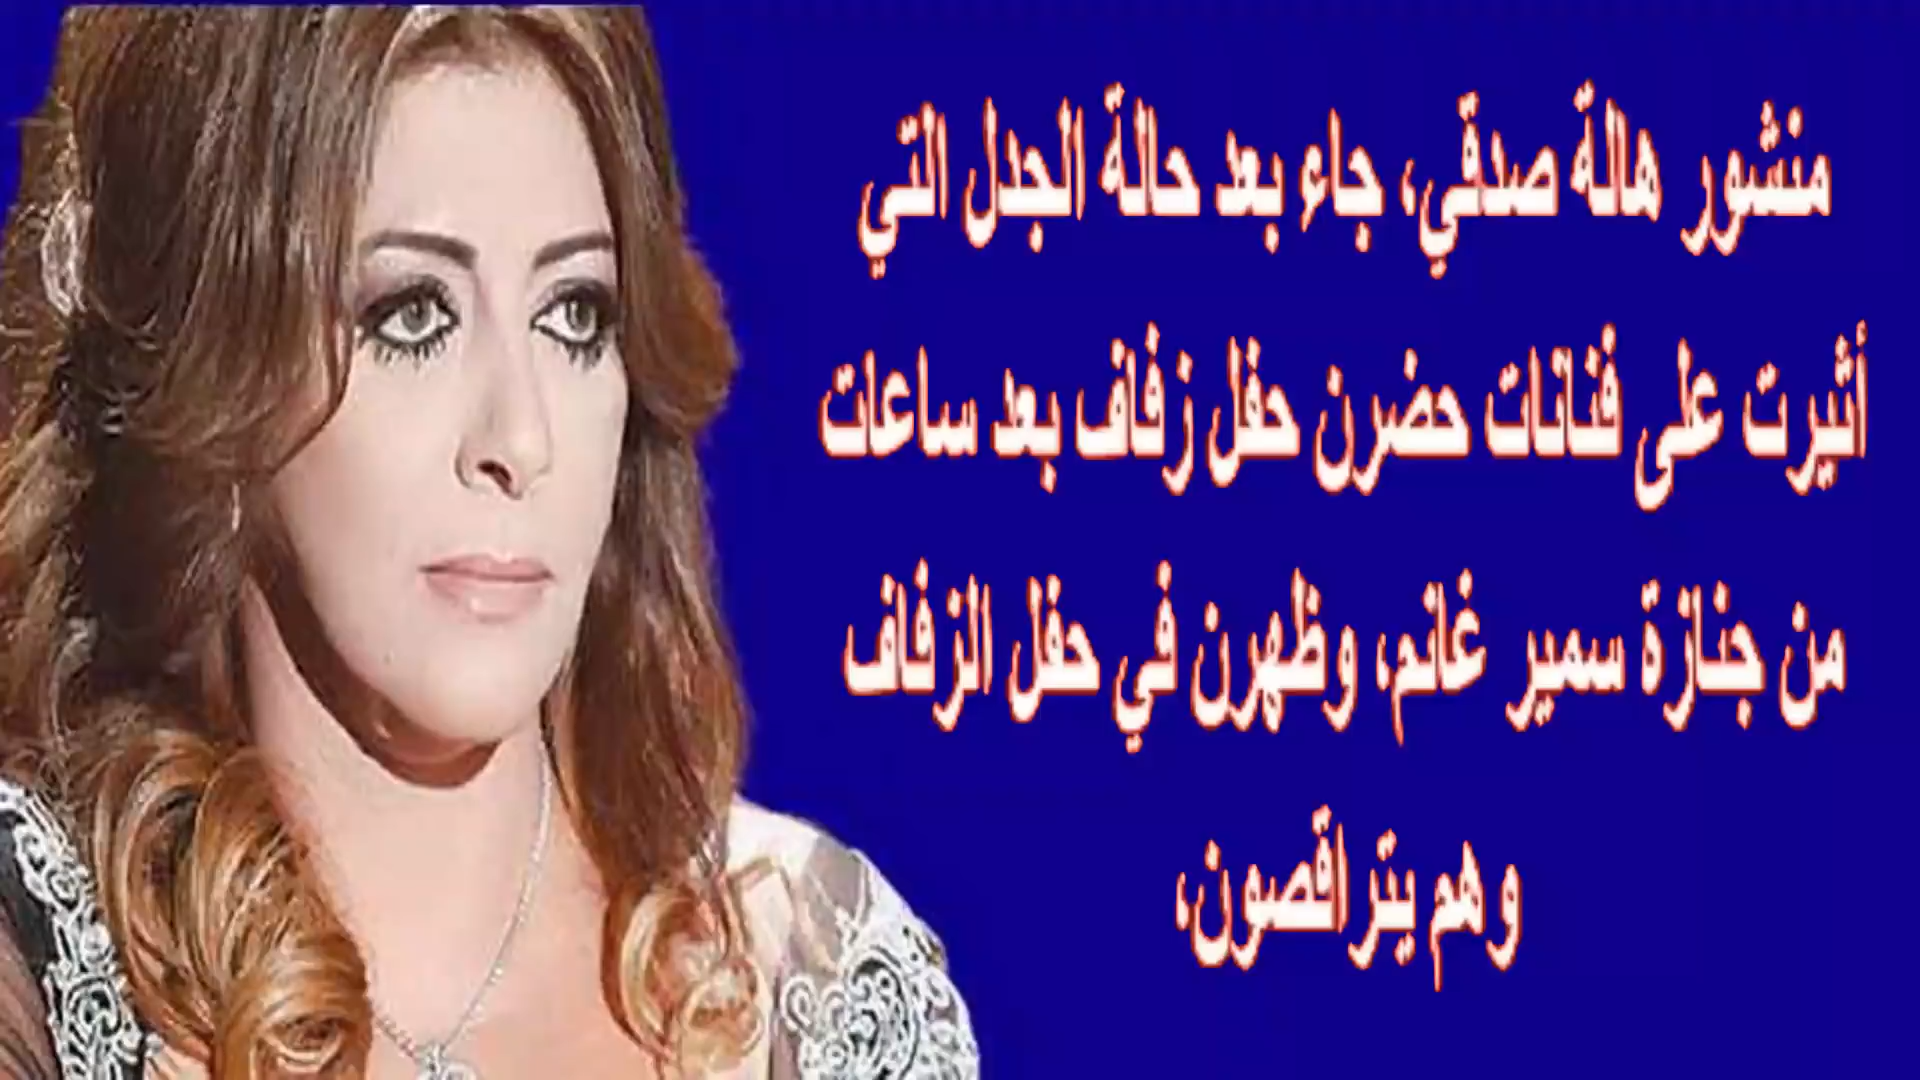 منشور هالة صدقي، جاء بعد حالة الجدل التي
أثيرت على فنانات حضرن حفل زفاف بعد ساعات
من جنازة سمير غانم، وظهرن في حفل الزفاف
وهم يتراقصون،